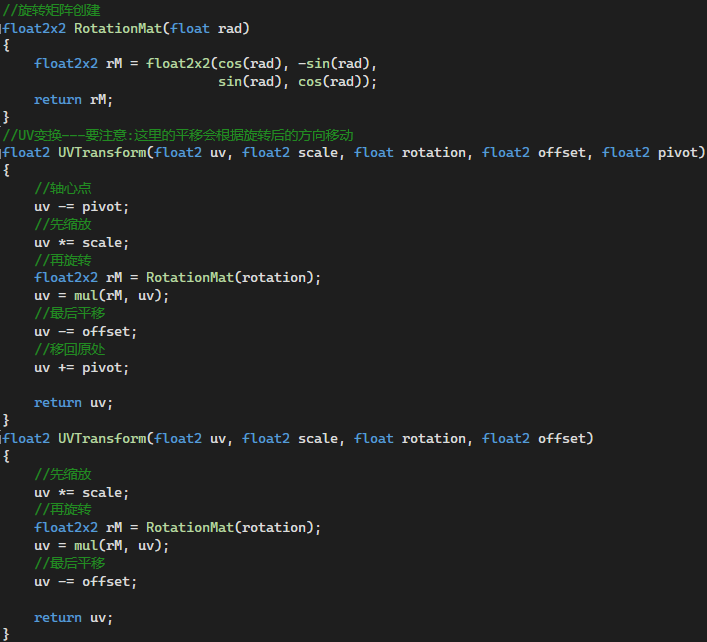 //旋转矩阵创建
float2x2 RotationMat(float rad)
{
    float2x2 rM = float2x2(cos(rad), -sin(rad),
                           sin(rad), cos(rad));
    return rM;
}
//UV变换---要注意:这里的平移会根据旋转后的方向移动
float2 UVTransform(float2 uv, float2 scale, float rotation, float2 offset, float2 pivot)
{
    //轴心点
    uv -= pivot;
    //先缩放
    uv *= scale;
    //再旋转
    float2x2 rM = RotationMat(rotation);
    uv = mul(rM, uv);
    //最后平移
    uv -= offset;
    //移回原处
    uv += pivot;

    return uv;
}
float2 UVTransform(float2 uv, float2 scale, float rotation, float2 offset)
{
    //先缩放
    uv *= scale;
    //再旋转
    float2x2 rM = RotationMat(rotation);
    uv = mul(rM, uv);
    //最后平移
    uv -= offset;

    return uv;
}